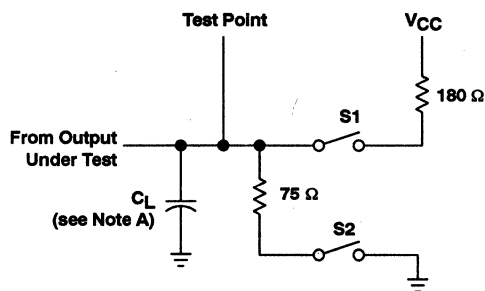 Test Point
VCC
180 Ω
S1
From Output
Under Test
CL
(see Note A)
75 Ω
S2